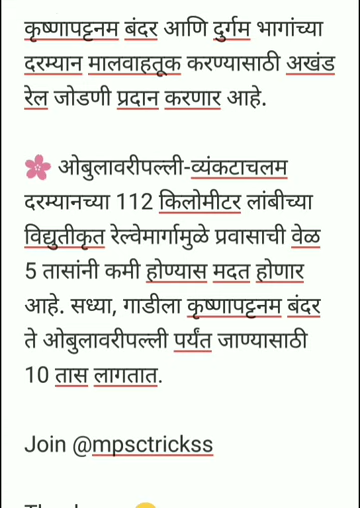 कृष्णापट्टनम बंदर आणि दुर्गम भागांच्या
दरम्यान मालवाहतूक करण्यासाठी अखंड
रेल जोडणी प्रदान करणार आहे.
🌸 ओबुलावरीपल्ली-व्यंकटाचलम
दरम्यानच्या 112 किलोमीटर लांबीच्या
विद्युतीकृत रेल्वेमार्गामुळे प्रवासाची वेळ
5 तासांनी कमी होण्यास मदत होणार
आहे. सध्या, गाडीला कृष्णापट्टनम बंदर
ते ओबुलावरीपल्ली पर्यंत जाण्यासाठी
10 तास लागतात.
Join @mpsctrickss